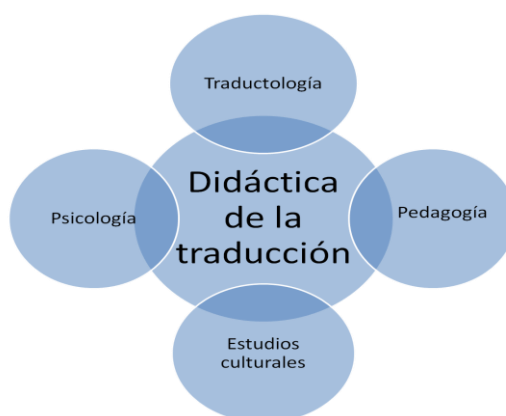 Traductología
Psicología
Didáctica
de la
traducción
Pedagogía
Estudios
culturales